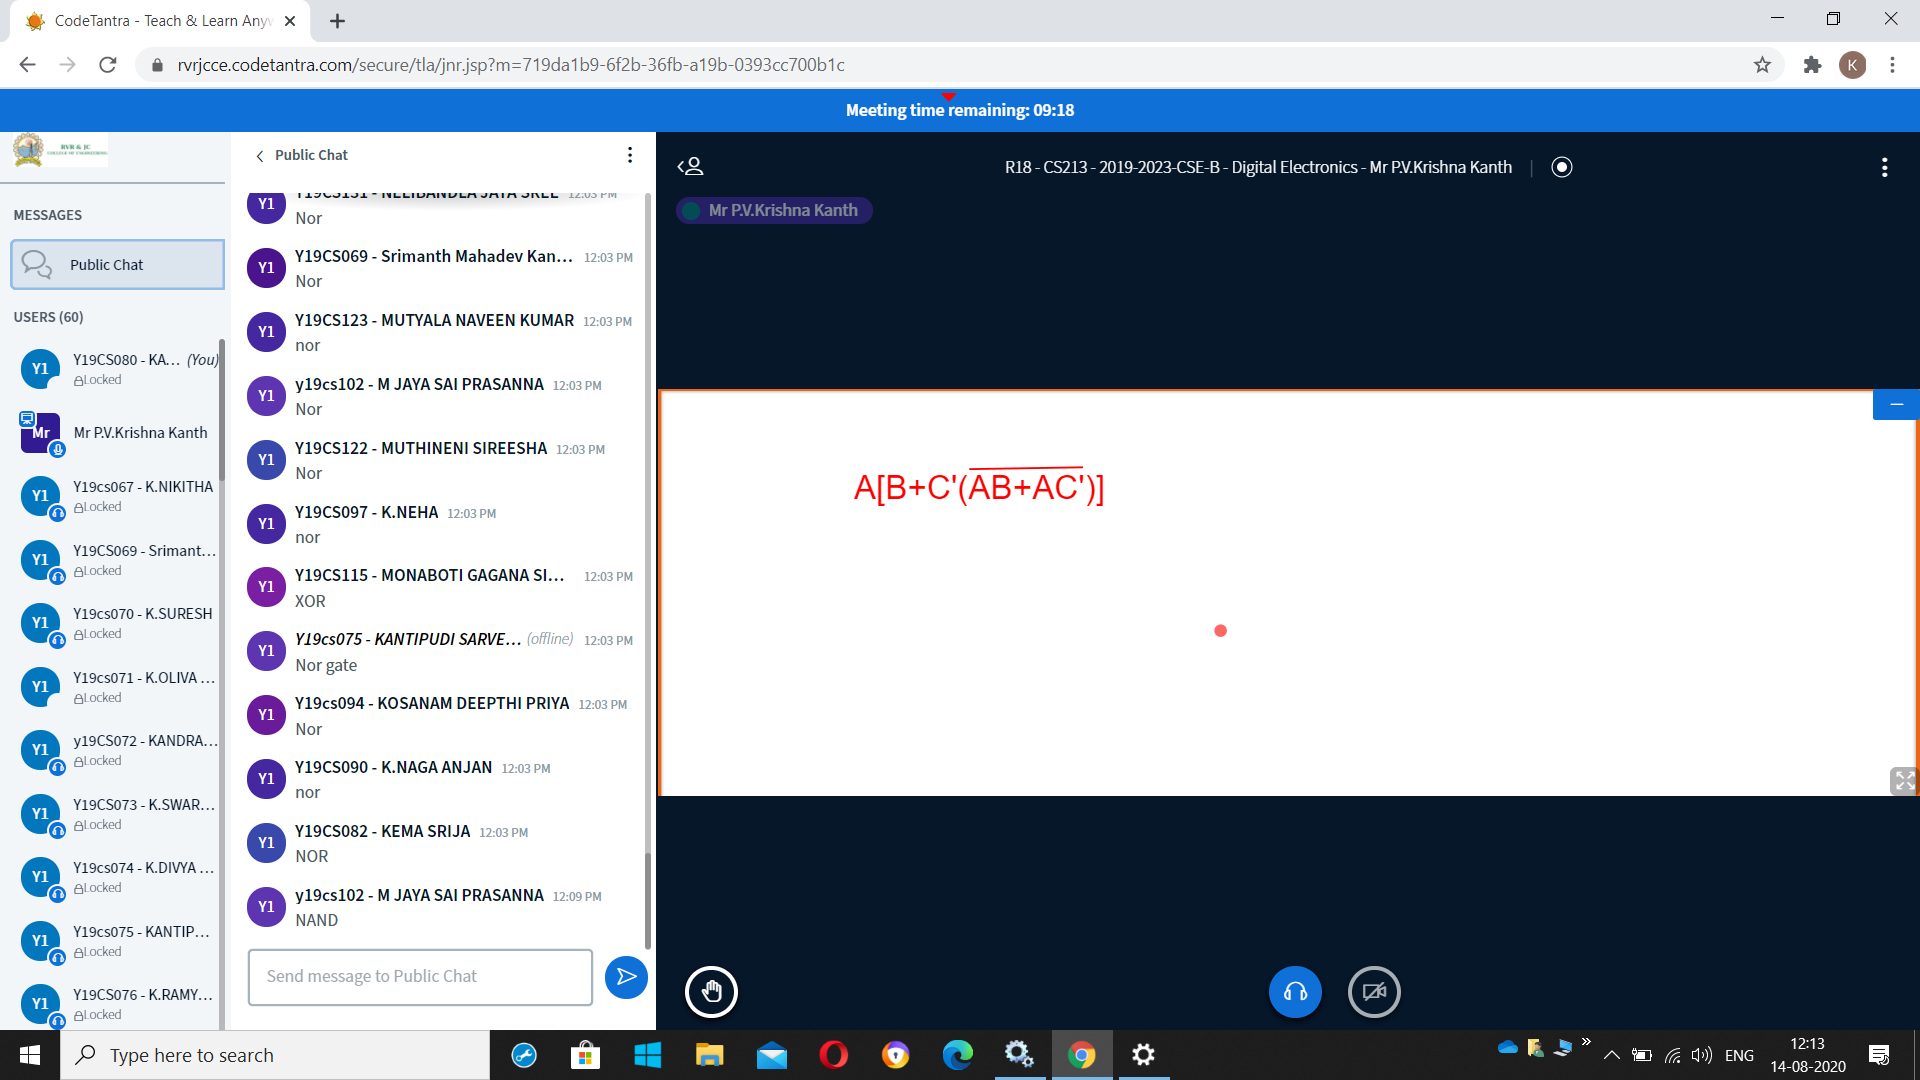 CodeTantra - Teach & Learn Any
rvrjcce.codetantra.com/secure/tla/jnr.jsp?m=719da1b9-6f2b-36fb-a19b-0393cc700b1c
K
Meeting time remaining: 09:18
RVR & JC
COLLEGE OF ENGINEERING
MESSAGES
Public Chat
USERS (60)
Y1 Y19CS080 - KA... (You)
Locked
Mr Mr P.V.Krishna Kanth
Y1 Y19cs067 - K.NIKITHA
Locked
Y1 Y19CS069 - Srimant...
Locked
Y1 Y19cs070 - K.SURESH
Locked
Y1 Y19cs071 - K.OLIVA ...
Locked
Y1 y19CS072 - KANDRA...
Locked
Y1 Y19CS073 - K.SWAR...
Locked
Y1 Y19cs074 - K.DIVYA ...
Locked
Y1 Y19cs075 - KANTIP...
Locked
Y1 Y19CS076 - K.RAMY...
Locked
Public Chat
Y1 Y19CS131 - NELIBANDLA JAYA SREE 12:03 PM
Nor
Y1 Y19CS069 - Srimanth Mahadev Kan... 12:03 PM
Nor
Y1 Y19CS123 - MUTYALA NAVEEN KUMAR 12:03 PM
nor
Y1 y19cs102 - M JAYA SAI PRASANNA 12:03 PM
Nor
Y1 Y19CS122 - MUTHINENI SIREESHA 12:03 PM
Nor
Y1 Y19CS097 - K.NEHA 12:03 PM
nor
Y1 Y19CS115 - MONABOTI GAGANA SI... 12:03 PM
XOR
Y1 Y19cs075 - KANTIPUDI SARVE... (offline) 12:03 PM
Nor gate
Y1 Y19cs094 - KOSANAM DEEPTHI PRIYA 12:03 PM
Nor
Y1 Y19CS090 - K.NAGA ANJAN 12:03 PM
nor
Y1 Y19CS082 - KEMA SRIJA 12:03 PM
NOR
Y1 y19cs102 - M JAYA SAI PRASANNA 12:09 PM
NAND
Send message to Public Chat
R18 - CS213 - 2019-2023-CSE-B - Digital Electronics - Mr P.V.Krishna Kanth
Mr P.V.Krishna Kanth
A[B+C'(A̅B̅+̅A̅C̅'̅)]
Type here to search
ENG
12:13
14-08-2020